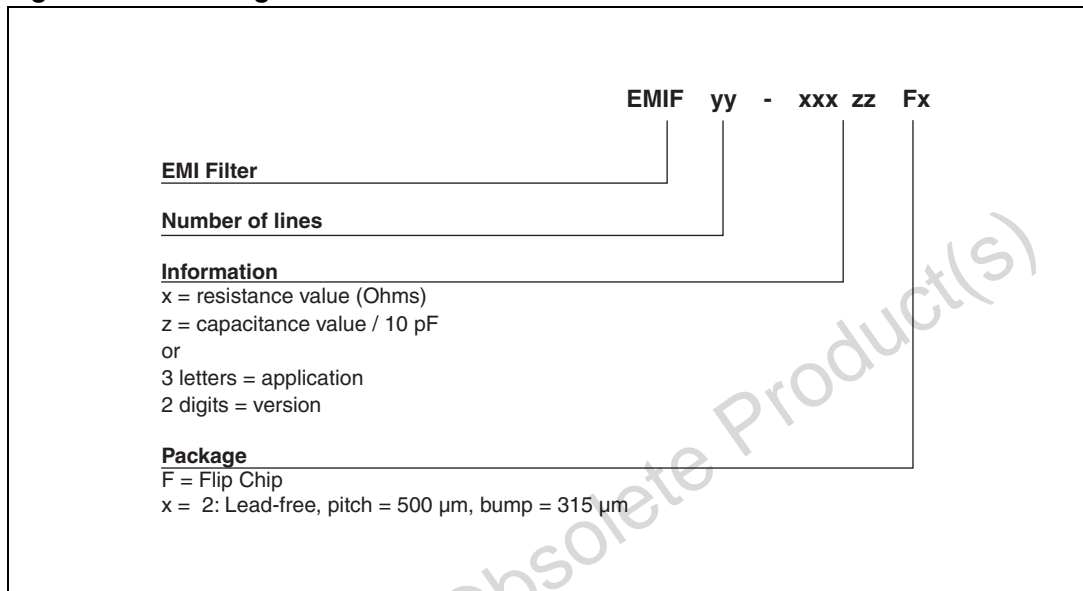 EMIF yy - xxx zz Fx
EMI Filter
Number of lines
Information
x = resistance value (Ohms)
z = capacitance value / 10 pF
or
3 letters = application
2 digits = version
Package
F = Flip Chip
x = 2: Lead-free, pitch = 500 µm, bump = 315 µm
Obsolete Product(s)